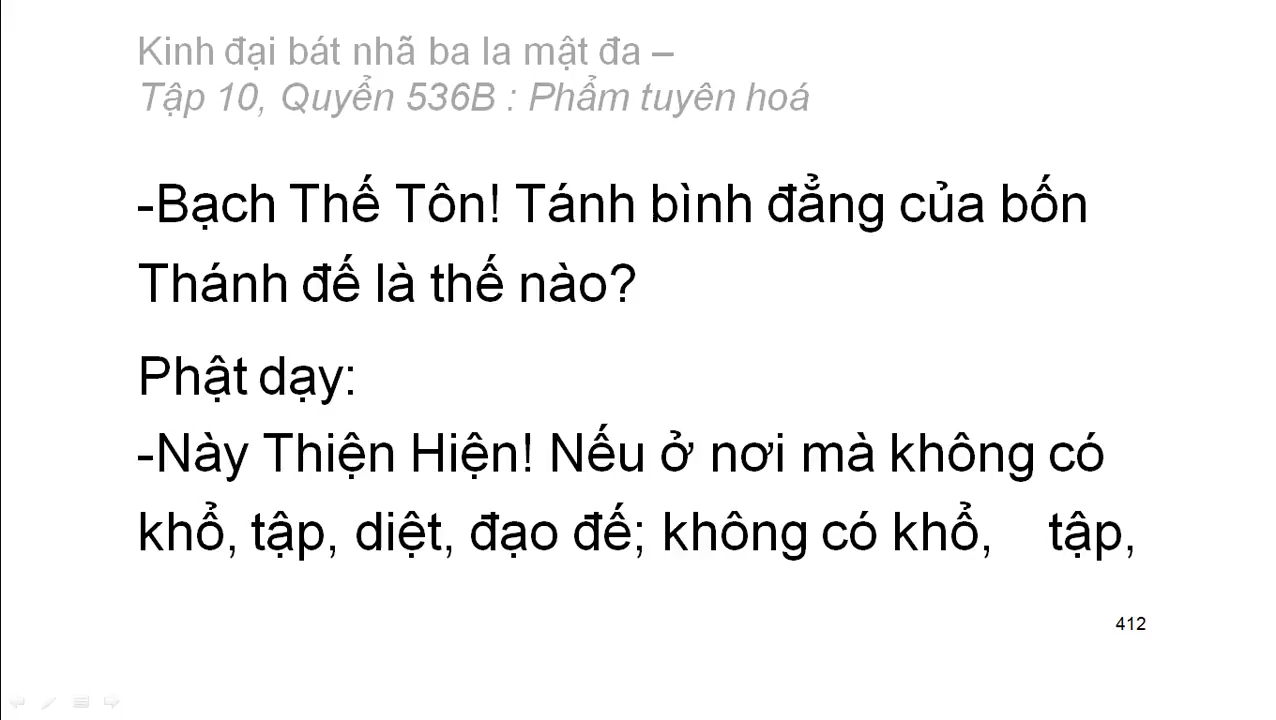 Kinh đại bát nhã ba la mật đa –
Tập 10, Quyển 536B : Phẩm tuyên hoá
-Bạch Thế Tôn! Tánh bình đẳng của bốn
Thánh đế là thế nào?
Phật dạy:
-Này Thiện Hiện! Nếu ở nơi mà không có
khổ, tập, diệt, đạo đế; không có khổ, tập,
412